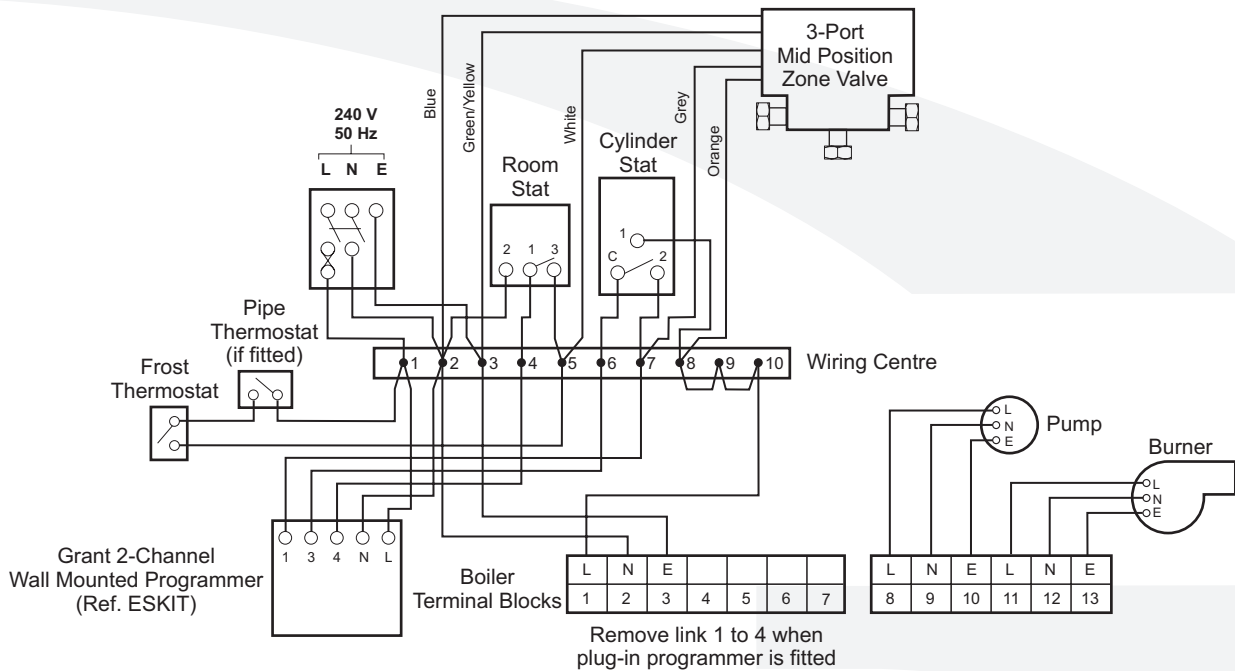 3-Port
Mid Position
Zone Valve
Blue
Green/Yellow
White
Grey
Orange
240 V
50 Hz
L N E
Room
Stat
2 1 3
Cylinder
Stat
1
C 2
Pipe
Thermostat
(if fitted)
Frost
Thermostat
1 2 3 4 5 6 7 8 9 10
Wiring Centre
L
N
E
Pump
Burner
L
N
E
1 3 4 N L
Grant 2-Channel
Wall Mounted Programmer
(Ref. ESKIT)
Boiler
Terminal Blocks
L N E
1 2 3 4 5 6 7
L N E L N E
8 9 10 11 12 13
Remove link 1 to 4 when
plug-in programmer is fitted